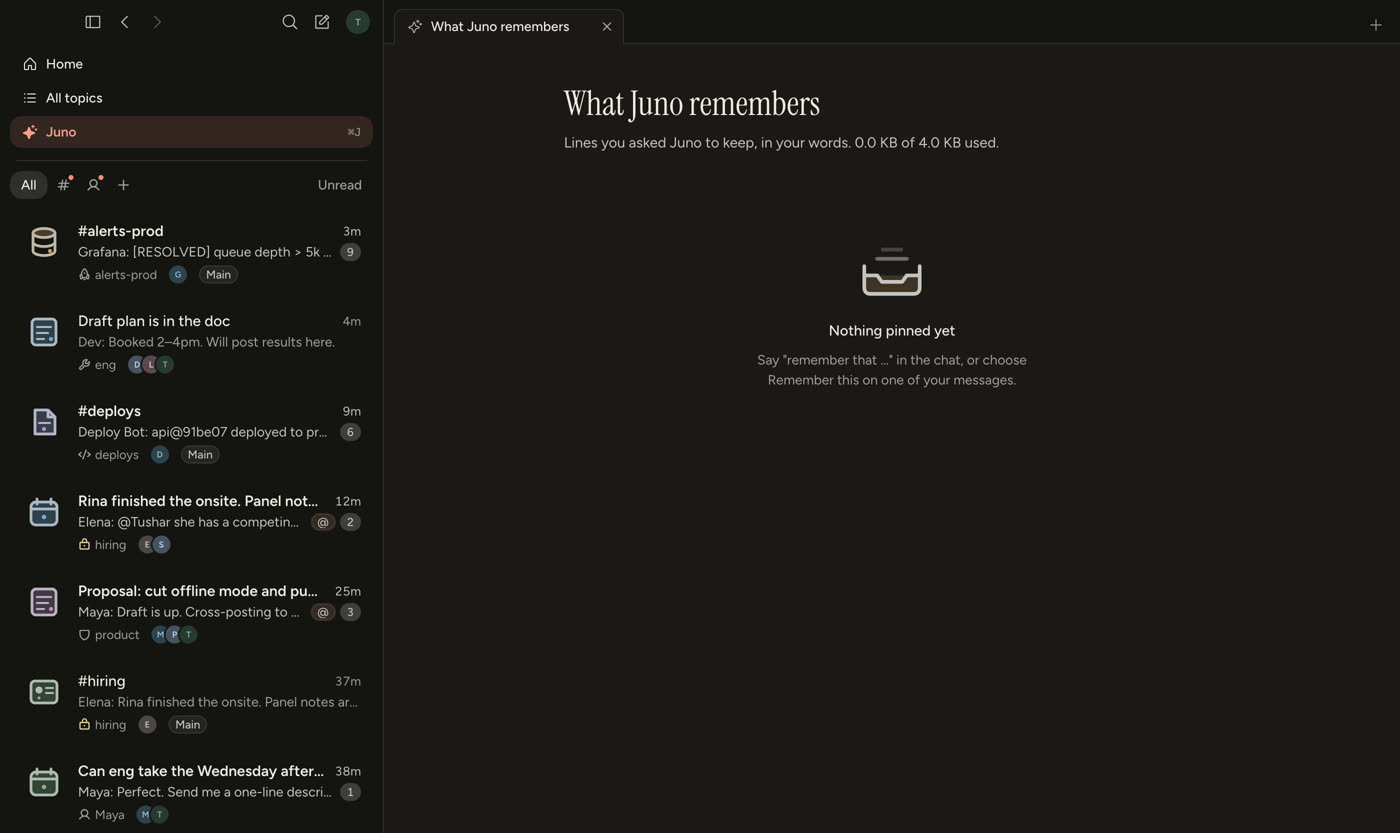 T
Home
All topics
Juno
⌘J
All
Unread
#alerts-prod 3m
Grafana: [RESOLVED] queue depth > 5k ... 9
alerts-prod G Main
Draft plan is in the doc 4m
Dev: Booked 2–4pm. Will post results here.
eng D L T
#deploys 9m
Deploy Bot: api@91be07 deployed to pr... 6
deploys D Main
Rina finished the onsite. Panel not... 12m
Elena: @Tushar she has a competin... @ 2
hiring E S
Proposal: cut offline mode and pu... 25m
Maya: Draft is up. Cross-posting to ... @ 3
product M P T
#hiring 37m
Elena: Rina finished the onsite. Panel notes ar...
hiring E Main
Can eng take the Wednesday after... 38m
Maya: Perfect. Send me a one-line descri... 1
Maya M T
What Juno remembers
What Juno remembers
Lines you asked Juno to keep, in your words. 0.0 KB of 4.0 KB used.
Nothing pinned yet
Say "remember that ..." in the chat, or choose
Remember this on one of your messages.